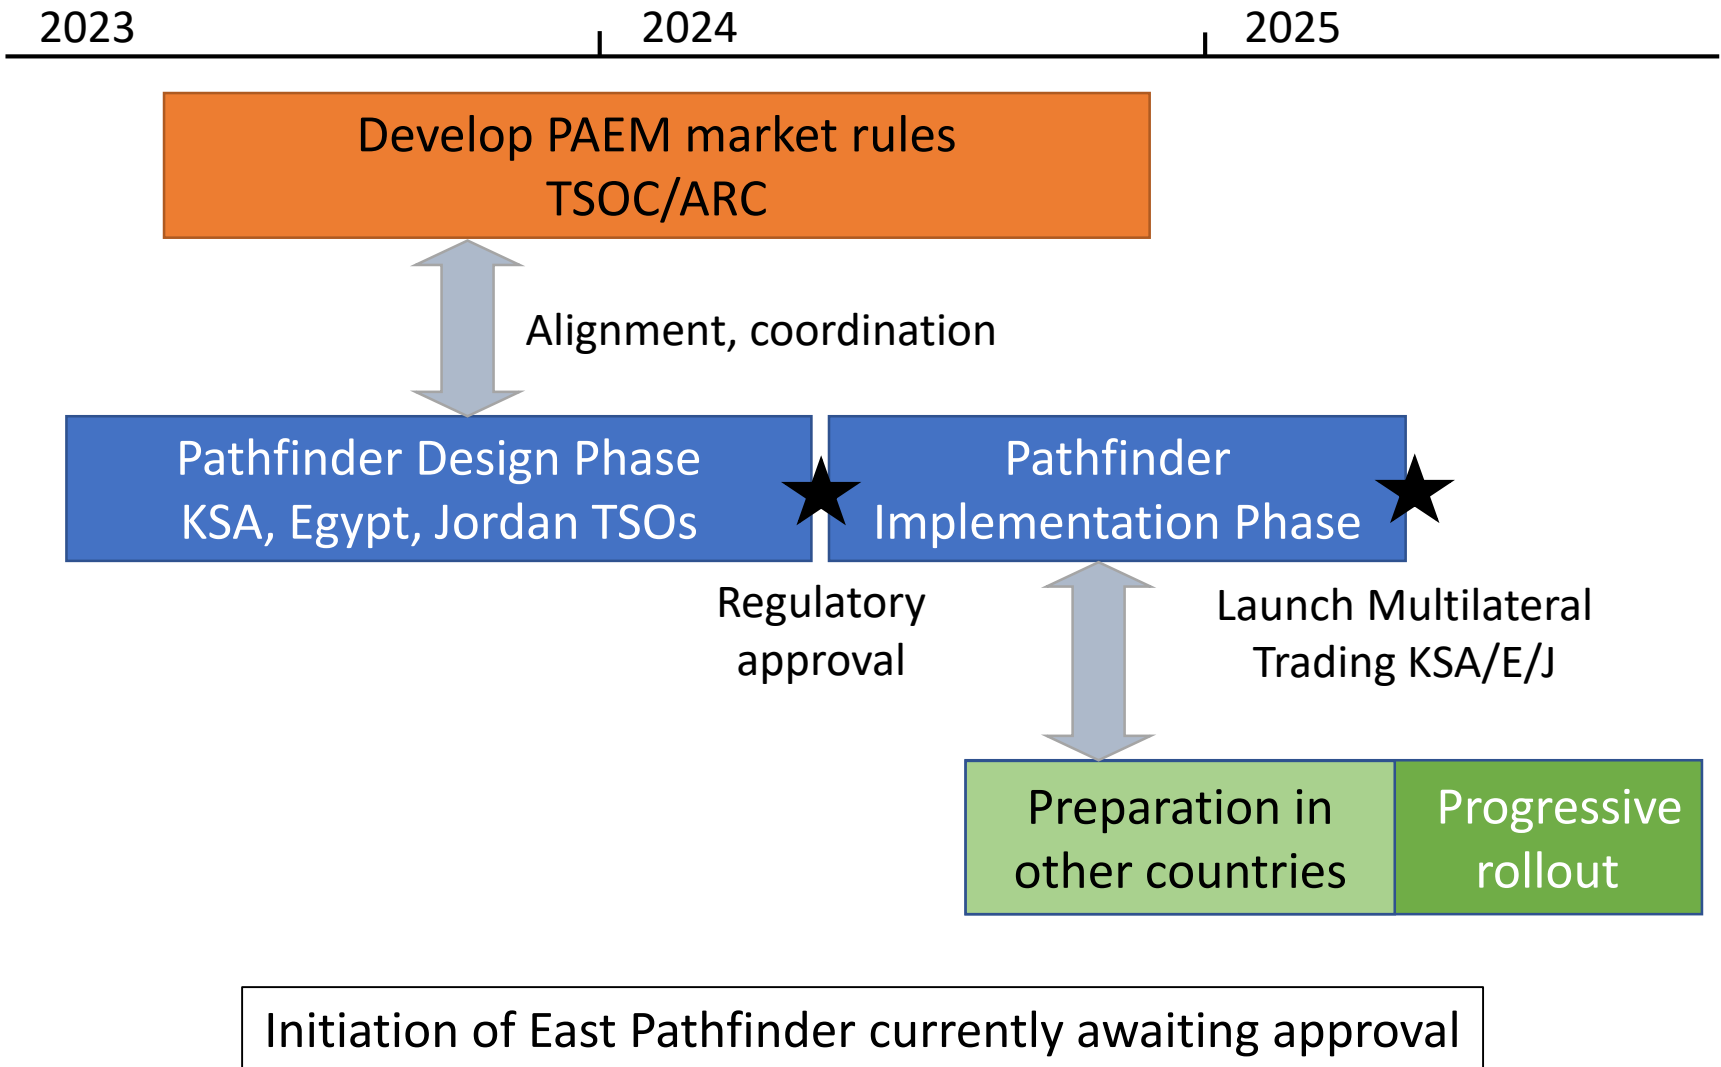 2023 2024 2025
Develop PAEM market rules
TSOC/ARC
Alignment, coordination
Pathfinder Design Phase
KSA, Egypt, Jordan TSOs
Pathfinder
Implementation Phase
Regulatory
approval
Launch Multilateral
Trading KSA/E/J
Preparation in
other countries
Progressive
rollout
Initiation of East Pathfinder currently awaiting approval